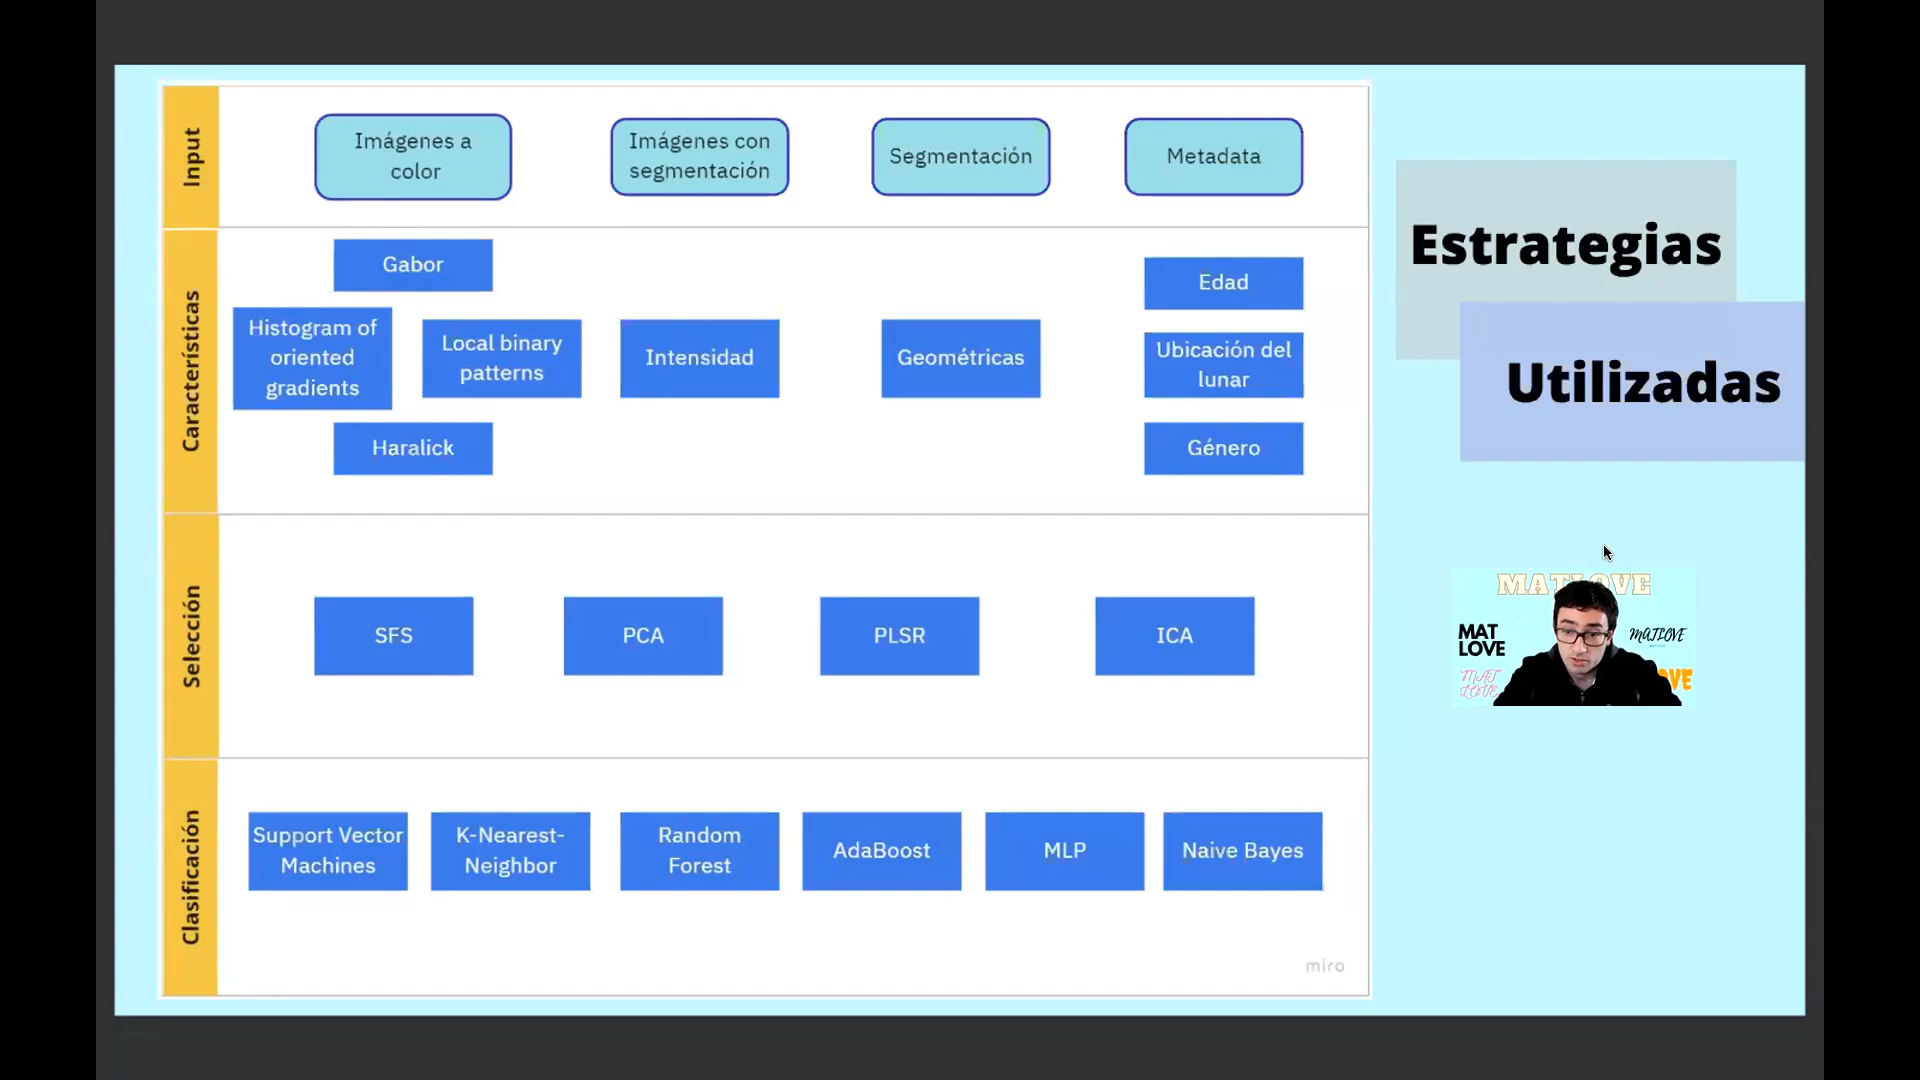 Input
Imágenes a
color
Imágenes con
segmentación
Segmentación
Metadata
Estrategias
Utilizadas
Características
Gabor
Histogram of
oriented
gradients
Local binary
patterns
Haralick
Intensidad
Geométricas
Edad
Ubicación del
lunar
Género
Selección
SFS
PCA
PLSR
ICA
Clasificación
Support Vector
Machines
K-Nearest-
Neighbor
Random
Forest
AdaBoost
MLP
Naive Bayes
miro
MAT
LOVE
MATLOVE
MAT
LOVE